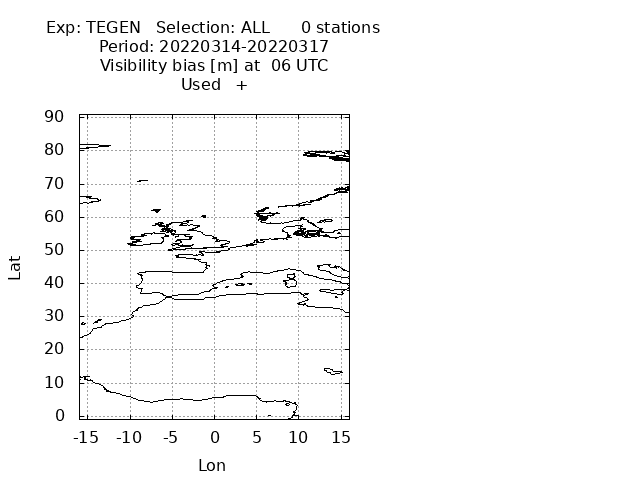 Exp: TEGEN   Selection: ALL      0 stations
Period: 20220314-20220317
Visibility bias [m] at  06 UTC
Used   +
90
80
70
60
50
40
30
20
10
0
Lat
-15 -10 -5 0 5 10 15
Lon